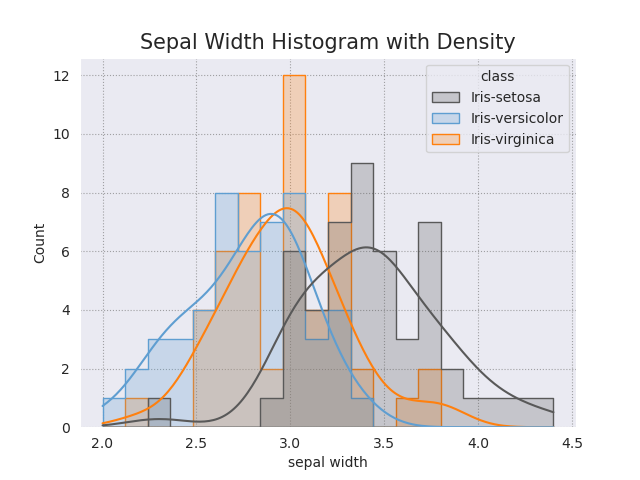 Sepal Width Histogram with Density
class
Iris-setosa
Iris-versicolor
Iris-virginica
Count
12
10
8
6
4
2
0
2.0 2.5 3.0 3.5 4.0 4.5
sepal width